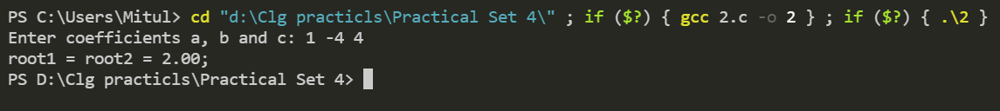 PS C:\Users\Mitul> cd "d:\Clg practicls\Practical Set 4\" ; if ($?) { gcc 2.c -o 2 } ; if ($?) { .\2 }
Enter coefficients a, b and c: 1 -4 4
root1 = root2 = 2.00;
PS D:\Clg practicls\Practical Set 4>